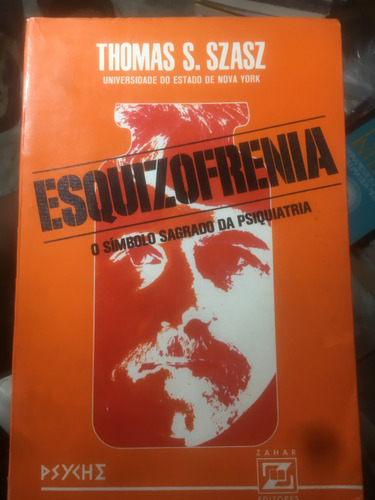 THOMAS S. SZASZ
UNIVERSIDADE DO ESTADO DE NOVA YORK
ESQUIZOFRENIA
O SÍMBOLO SAGRADO DA PSIQUIATRIA
PSYCHE
ZAHAR